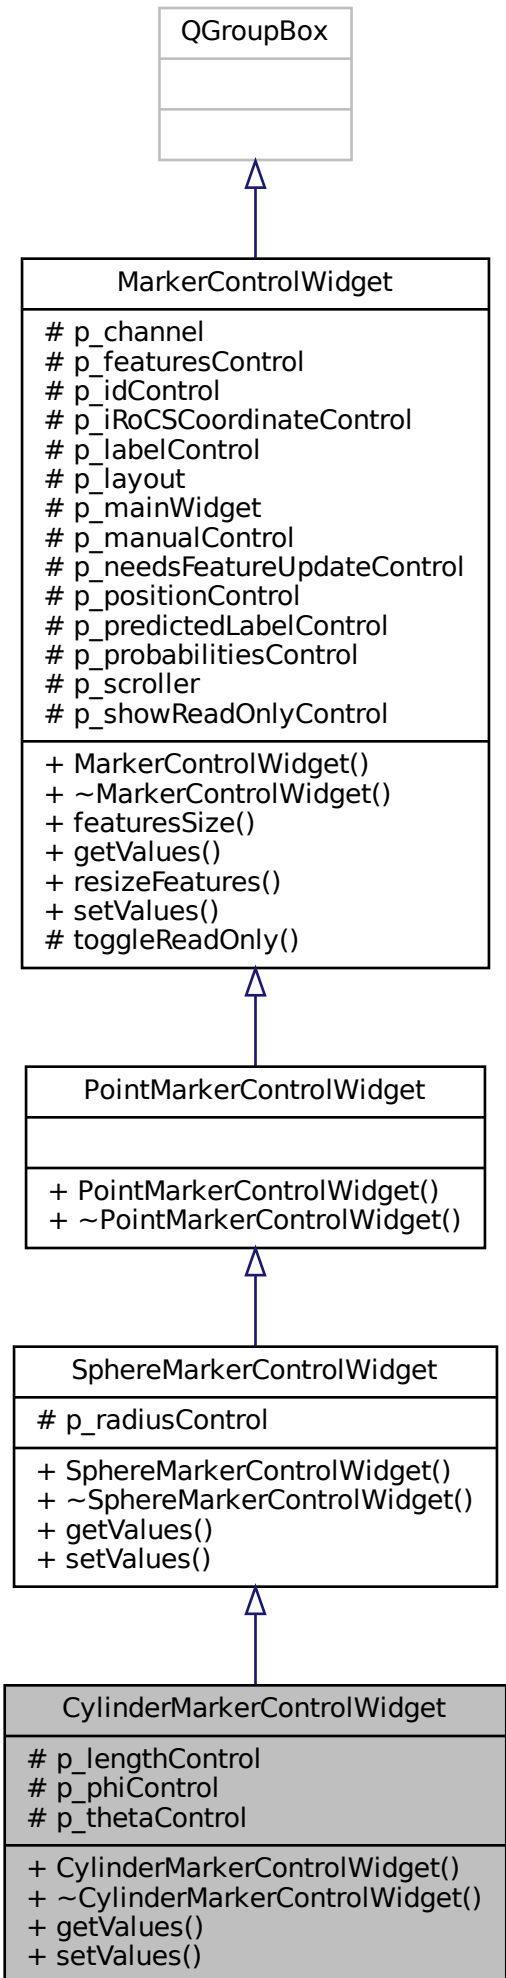 QGroupBox
MarkerControlWidget
# p_channel
# p_featuresControl
# p_idControl
# p_iRoCSCoordinateControl
# p_labelControl
# p_layout
# p_mainWidget
# p_manualControl
# p_needsFeatureUpdateControl
# p_positionControl
# p_predictedLabelControl
# p_probabilitiesControl
# p_scroller
# p_showReadOnlyControl
+ MarkerControlWidget()
+ ~MarkerControlWidget()
+ featuresSize()
+ getValues()
+ resizeFeatures()
+ setValues()
# toggleReadOnly()
PointMarkerControlWidget
+ PointMarkerControlWidget()
+ ~PointMarkerControlWidget()
SphereMarkerControlWidget
# p_radiusControl
+ SphereMarkerControlWidget()
+ ~SphereMarkerControlWidget()
+ getValues()
+ setValues()
CylinderMarkerControlWidget
# p_lengthControl
# p_phiControl
# p_thetaControl
+ CylinderMarkerControlWidget()
+ ~CylinderMarkerControlWidget()
+ getValues()
+ setValues()